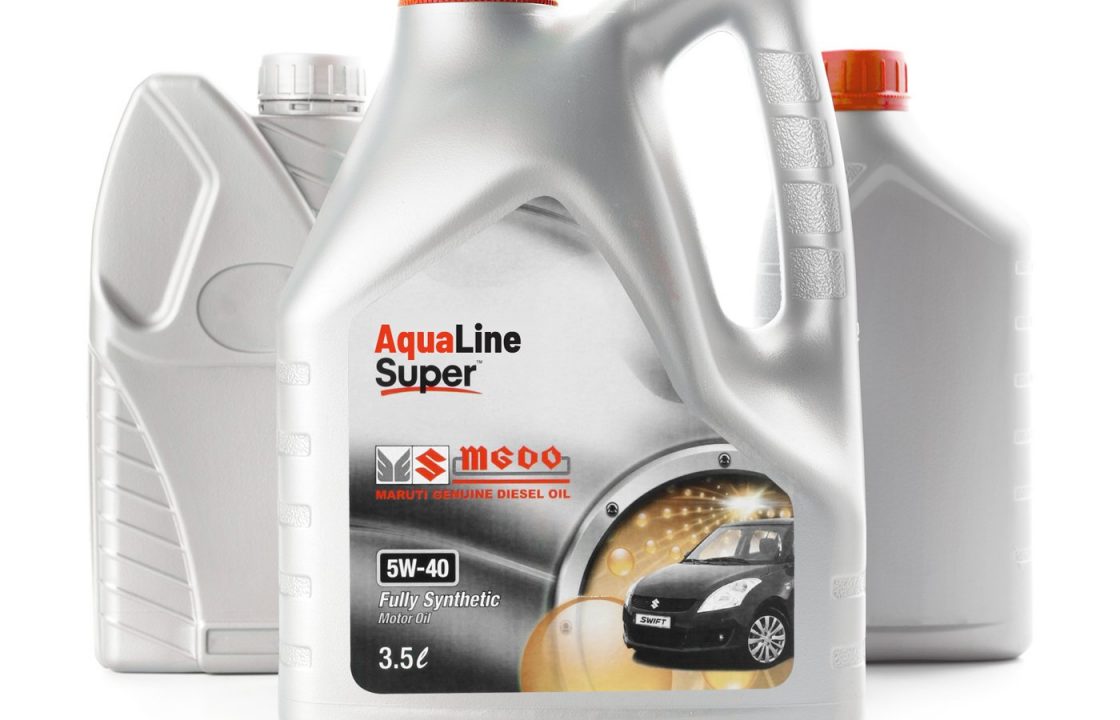 AquaLine
Super™
MGDO
MARUTI GENUINE DIESEL OIL
5W-40
Fully Synthetic
Motor Oil
3.5ℓ
SWIFT